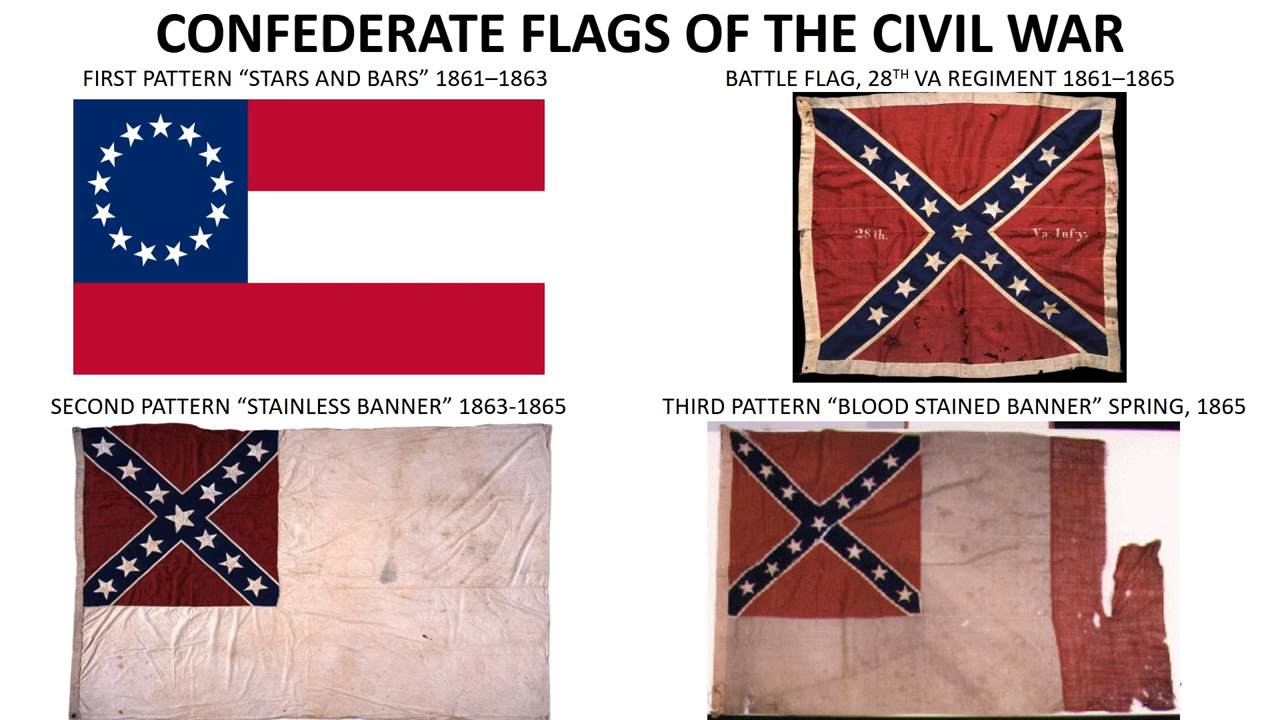 CONFEDERATE FLAGS OF THE CIVIL WAR
FIRST PATTERN “STARS AND BARS” 1861–1863
BATTLE FLAG, 28TH VA REGIMENT 1861–1865
28th. Va. Infy.
SECOND PATTERN “STAINLESS BANNER” 1863-1865
THIRD PATTERN “BLOOD STAINED BANNER” SPRING, 1865